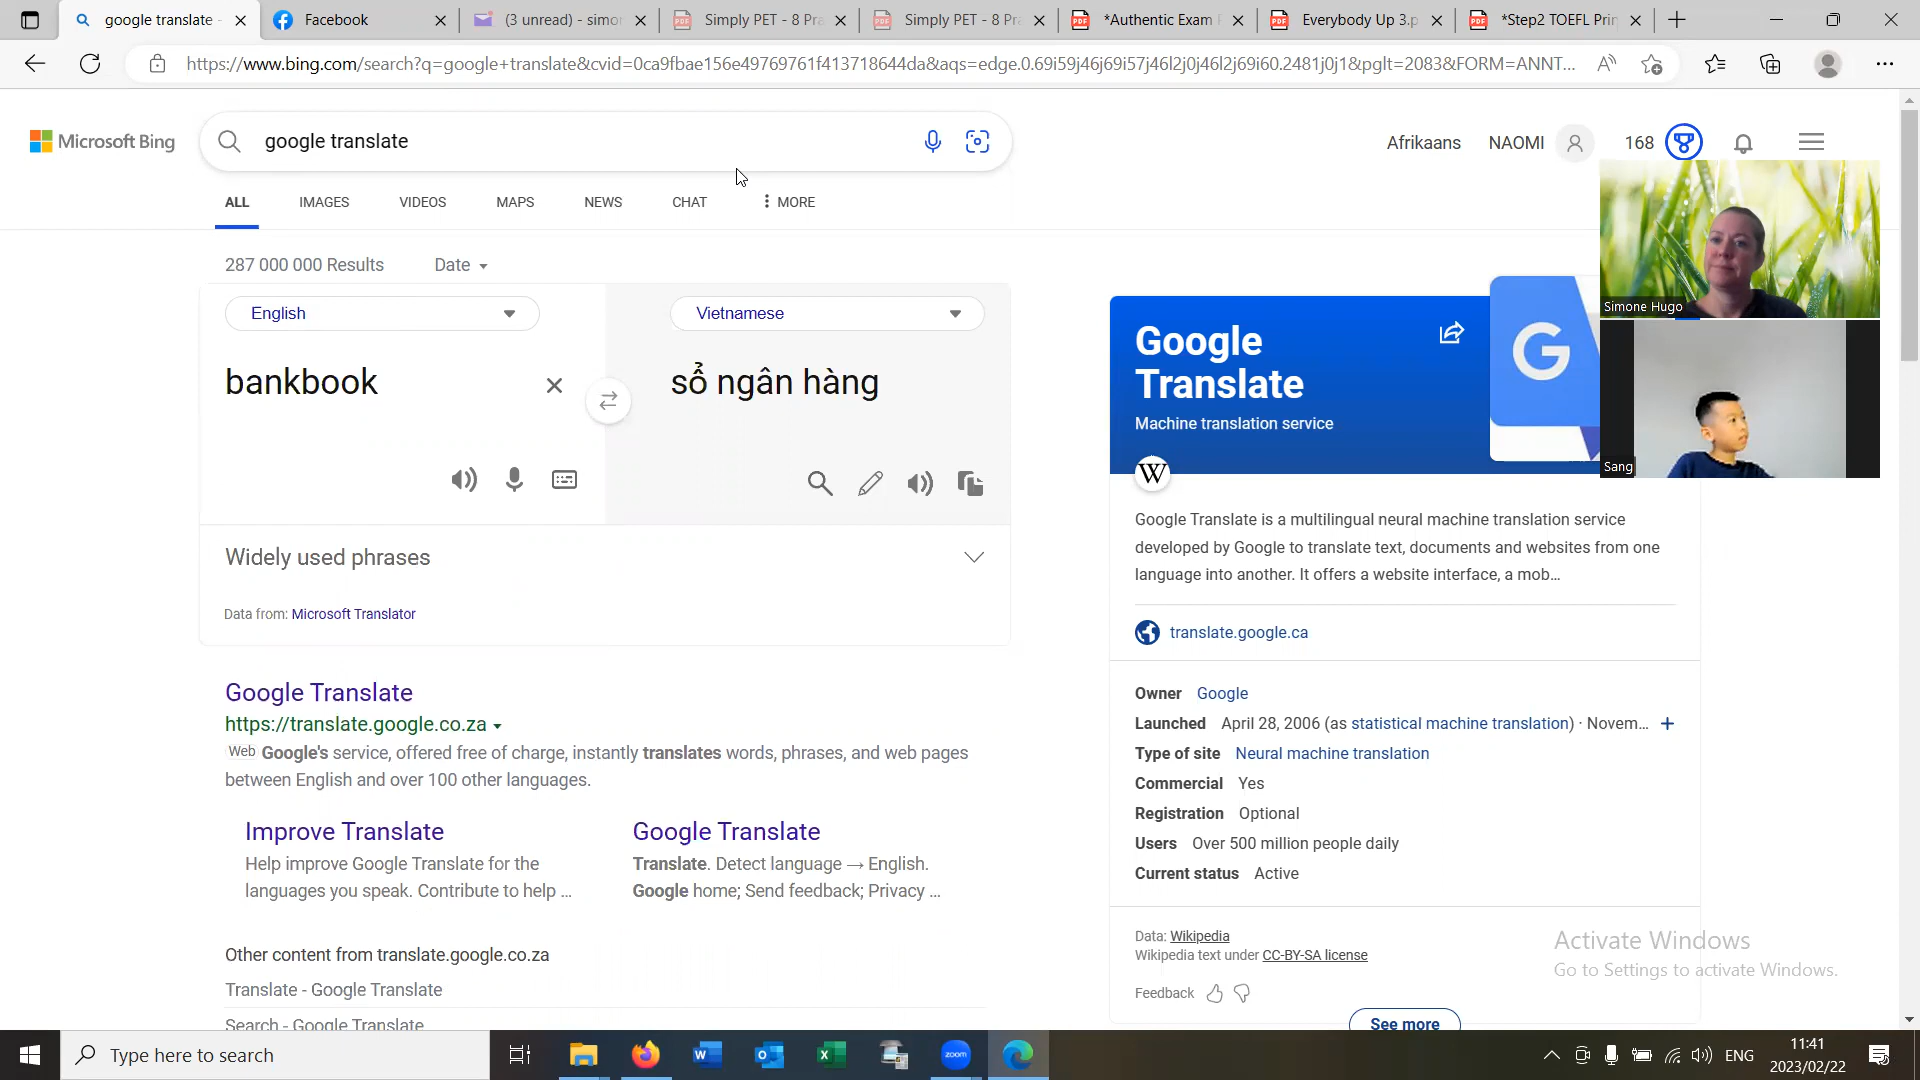 google translate -
Facebook
(3 unread) - simo
Simply PET - 8 Pra
Simply PET - 8 Pra
*Authentic Exam
Everybody Up 3.p
*Step2 TOEFL Prin
https://www.bing.com/search?q=google+translate&cvid=0ca9fbae156e49769761f413718644da&aqs=edge.0.69i59j46j69i57j46l2j0j46l2j69i60.2481j0j1&pglt=2083&FORM=ANNT...
Microsoft Bing
google translate
Afrikaans
NAOMI
168
ALL
IMAGES
VIDEOS
MAPS
NEWS
CHAT
MORE
287 000 000 Results
Date
English
Vietnamese
bankbook
sổ ngân hàng
Widely used phrases
Data from: Microsoft Translator
Google Translate
https://translate.google.co.za
Web Google's service, offered free of charge, instantly translates words, phrases, and web pages
between English and over 100 other languages.
Improve Translate
Help improve Google Translate for the
languages you speak. Contribute to help ...
Google Translate
Translate. Detect language → English.
Google home; Send feedback; Privacy ...
Other content from translate.google.co.za
Translate - Google Translate
Search - Google Translate
Google
Translate
Machine translation service
G
W
Simone Hugo
Sang
Google Translate is a multilingual neural machine translation service
developed by Google to translate text, documents and websites from one
language into another. It offers a website interface, a mob...
translate.google.ca
Owner Google
Launched April 28, 2006 (as statistical machine translation) · Novem...
Type of site Neural machine translation
Commercial Yes
Registration Optional
Users Over 500 million people daily
Current status Active
Data: Wikipedia
Wikipedia text under CC-BY-SA license
Feedback
See more
Activate Windows
Go to Settings to activate Windows.
Type here to search
zoom
ENG
11:41
2023/02/22